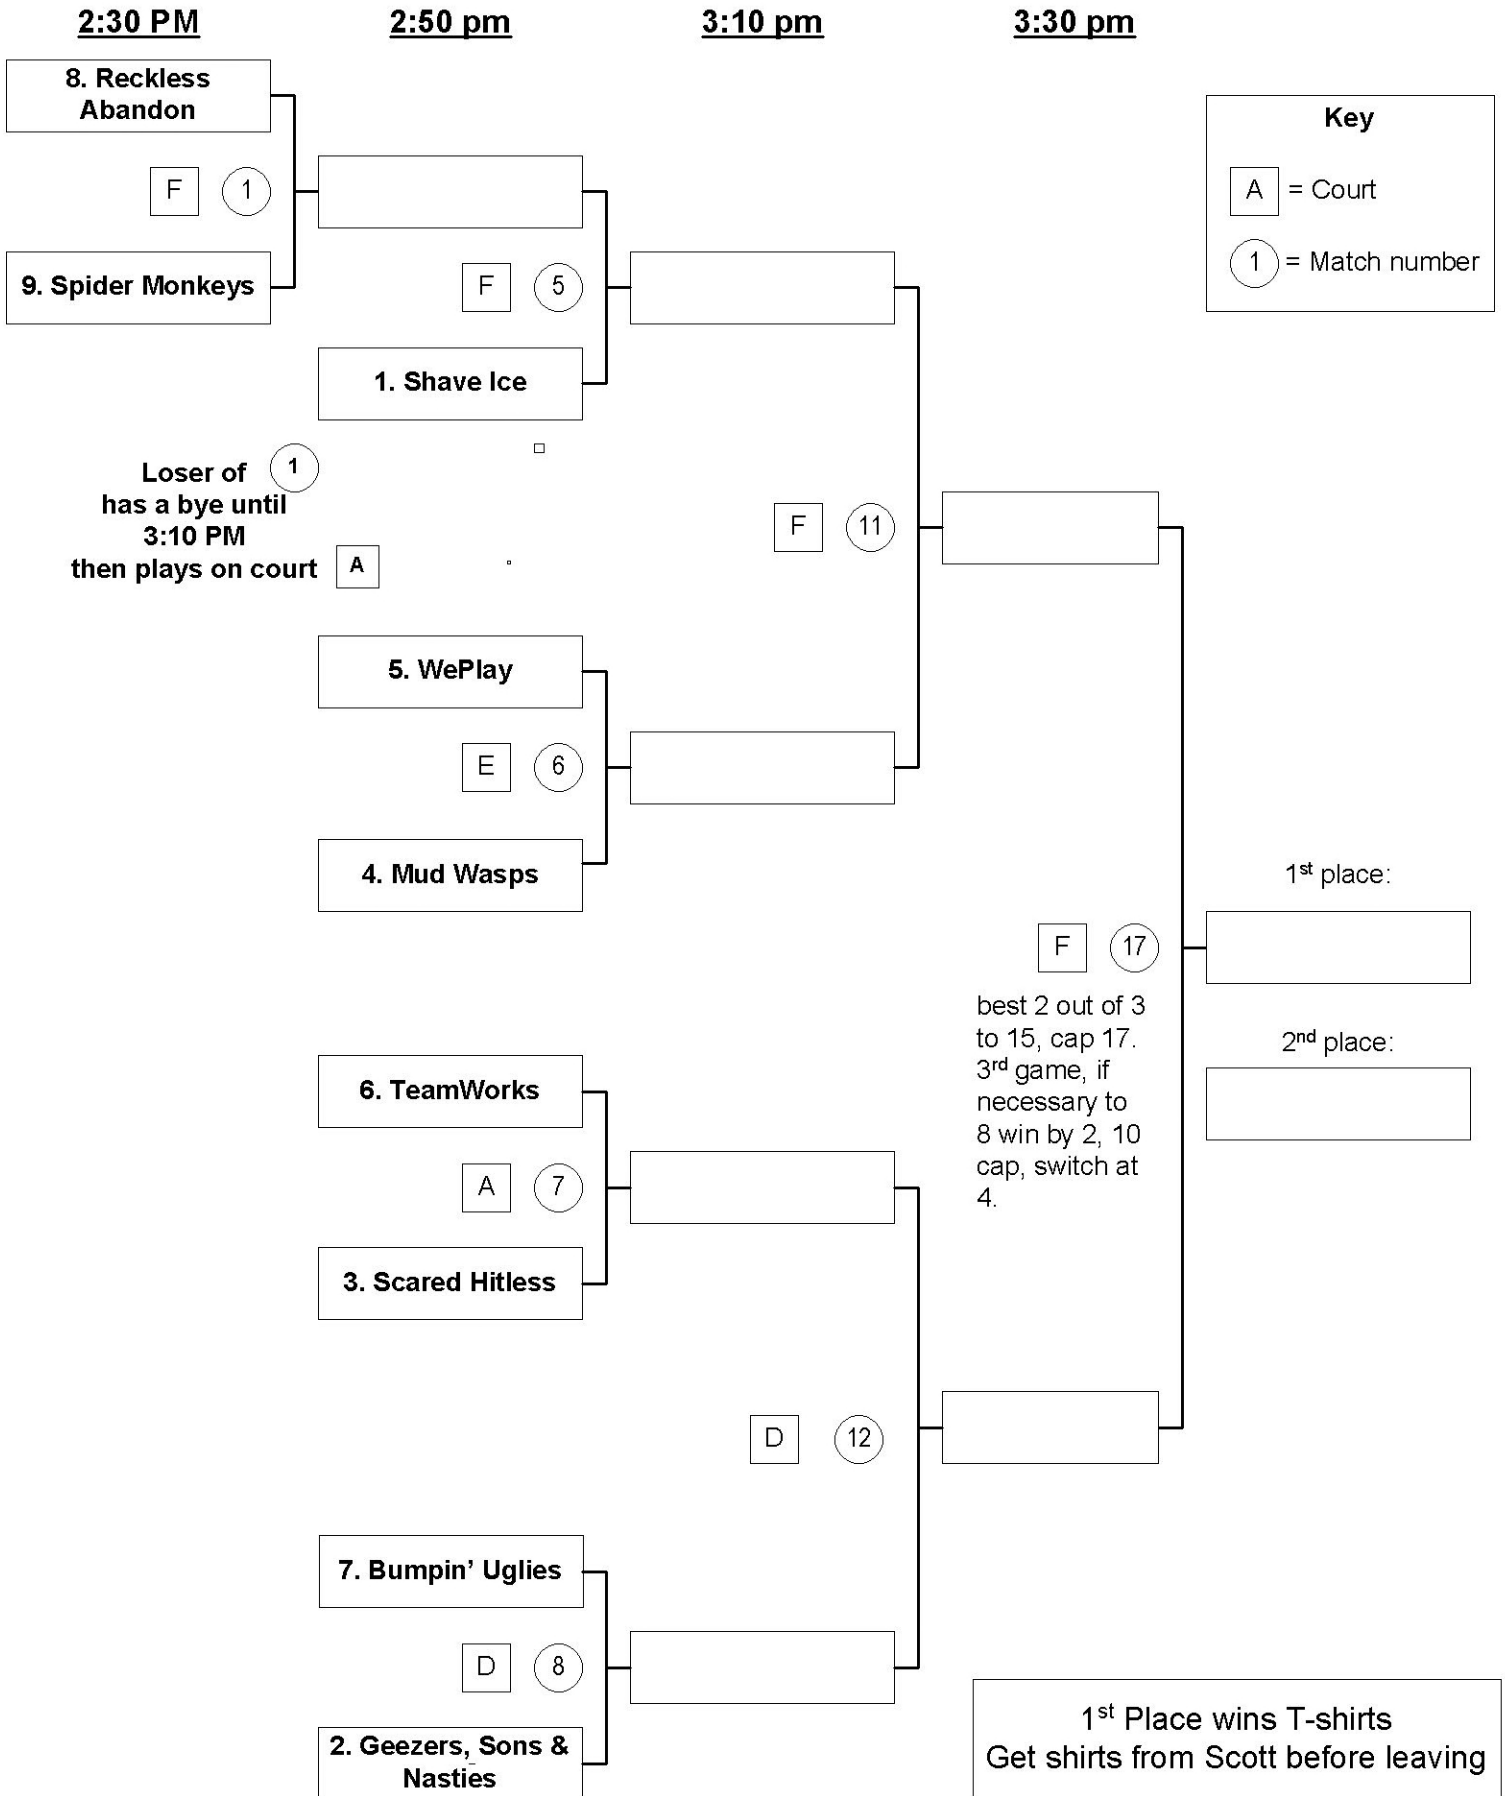 2:30 PM
2:50 pm
3:10 pm
3:30 pm
8. Reckless
Abandon
F
1
9. Spider Monkeys
F
5
1. Shave Ice
Key
A = Court
1 = Match number
Loser of 1
has a bye until
3:10 PM
then plays on court A
F
11
5. WePlay
E
6
4. Mud Wasps
1st place:
F
17
best 2 out of 3
to 15, cap 17.
3rd game, if
necessary to
8 win by 2, 10
cap, switch at
4.
2nd place:
6. TeamWorks
A
7
3. Scared Hitless
D
12
7. Bumpin’ Uglies
D
8
2. Geezers, Sons &
Nasties
1st Place wins T-shirts
Get shirts from Scott before leaving